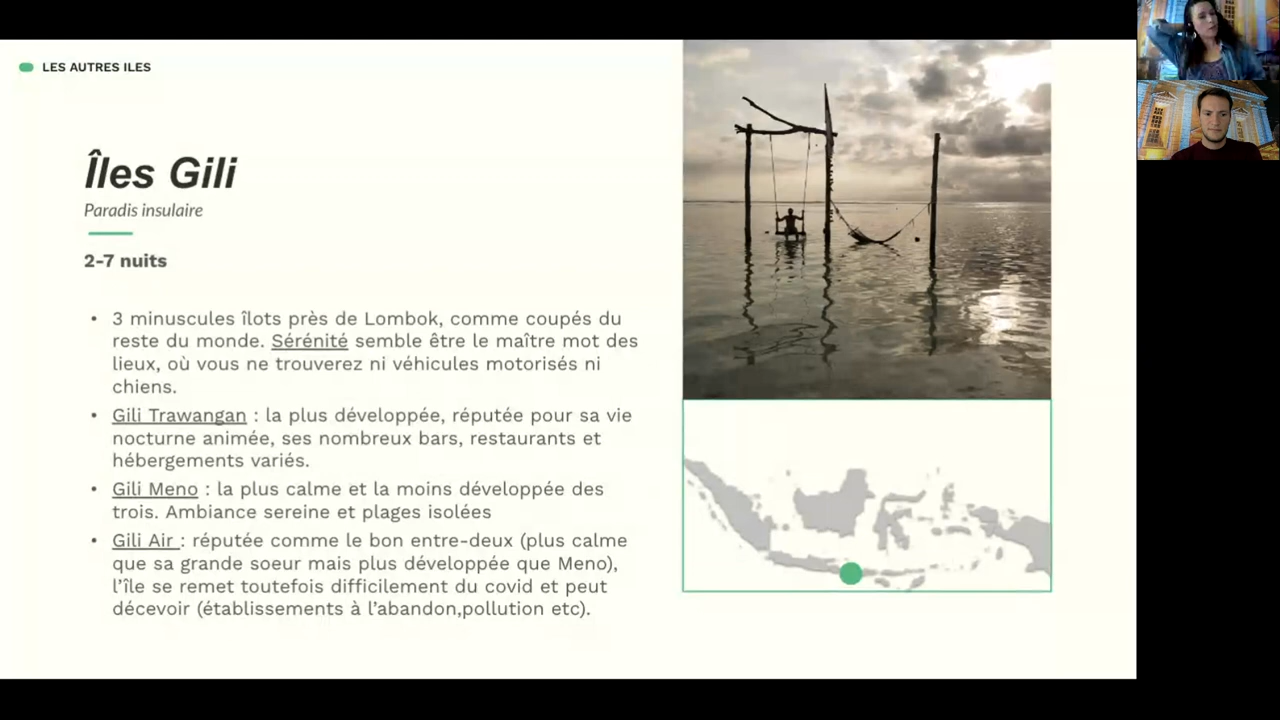 LES AUTRES ILES
Îles Gili
Paradis insulaire
2-7 nuits
• 3 minuscules îlots près de Lombok, comme coupés du
reste du monde. Sérénité semble être le maître mot des
lieux, où vous ne trouverez ni véhicules motorisés ni
chiens.
• Gili Trawangan : la plus développée, réputée pour sa vie
nocturne animée, ses nombreux bars, restaurants et
hébergements variés.
• Gili Meno : la plus calme et la moins développée des
trois. Ambiance sereine et plages isolées
• Gili Air : réputée comme le bon entre-deux (plus calme
que sa grande soeur mais plus développée que Meno),
l’île se remet toutefois difficilement du covid et peut
décevoir (établissements à l’abandon,pollution etc).